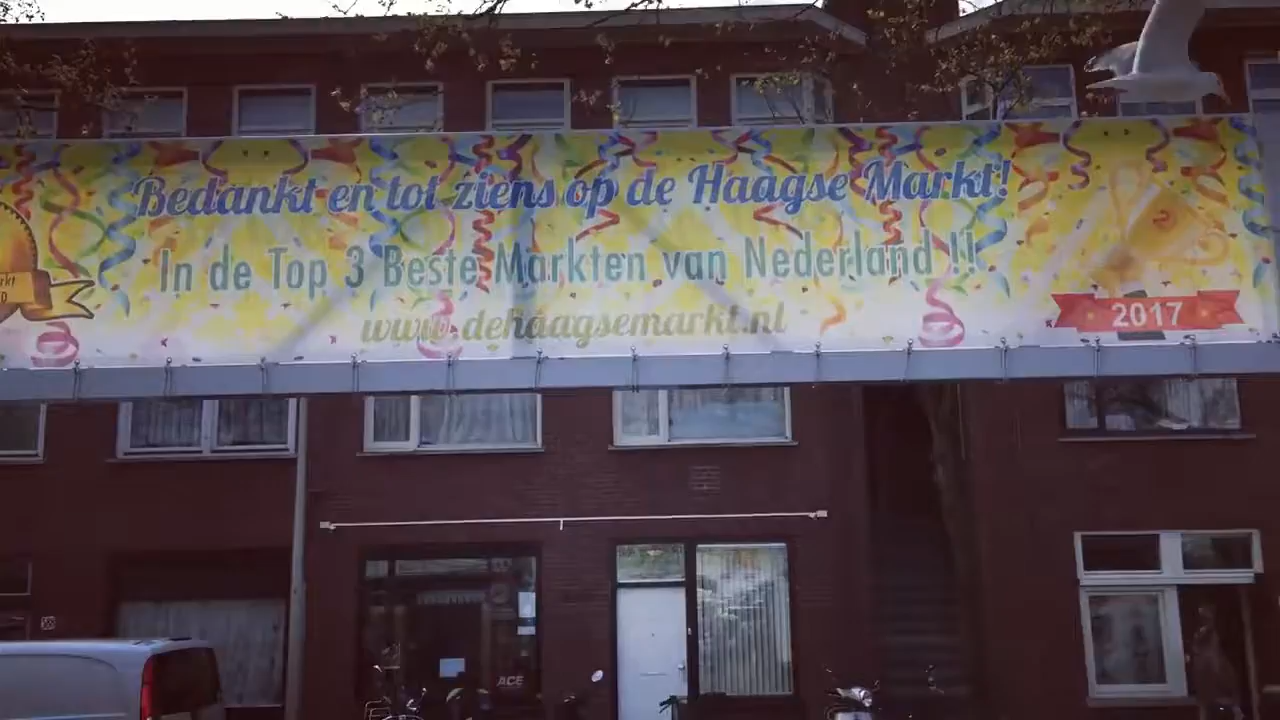 Bedankt en tot ziens op de Haagse Markt!
In de Top 3 Beste Markten van Nederland !!
www.dehaagsemarkt.nl
2017
ACE